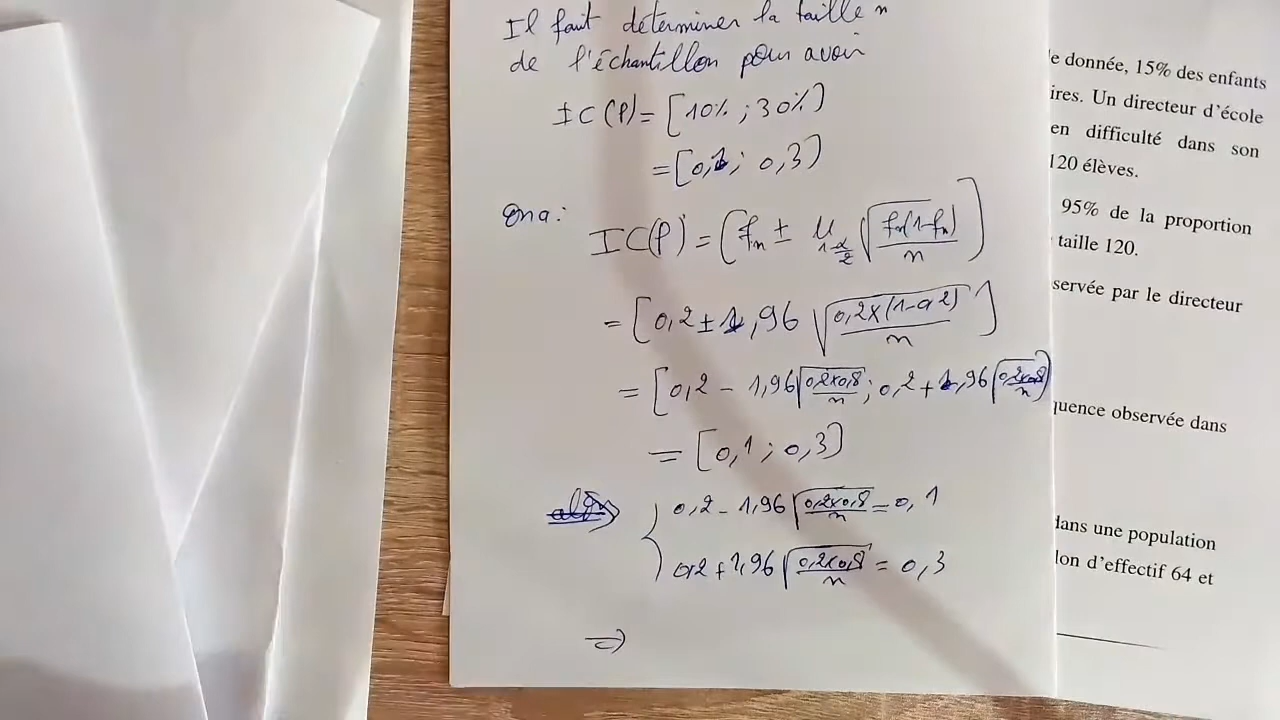 Il faut déterminer la taille n
de l'échantillon pour avoir
IC(P) = [10% ; 30%]
= [0,1 ; 0,3]
On a :
IC(P) = [fn ± u1-α/2 √(fn(1-fn)/n)]
= [0,2 ± 1,96 √(0,2×(1-0,2)/n)]
= [0,2 - 1,96 √(0,2×0,8/n) ; 0,2 + 1,96 √(0,2×0,8/n)]
= [0,1 ; 0,3]
{ 0,2 - 1,96 √(0,2×0,8/n) = 0,1
0,2 + 1,96 √(0,2×0,8/n) = 0,3
⇒
e donnée, 15% des enfants
ires. Un directeur d'école
en difficulté dans son
120 élèves.
95% de la proportion
taille 120.
servée par le directeur
quence observée dans
dans une population
lon d'effectif 64 et